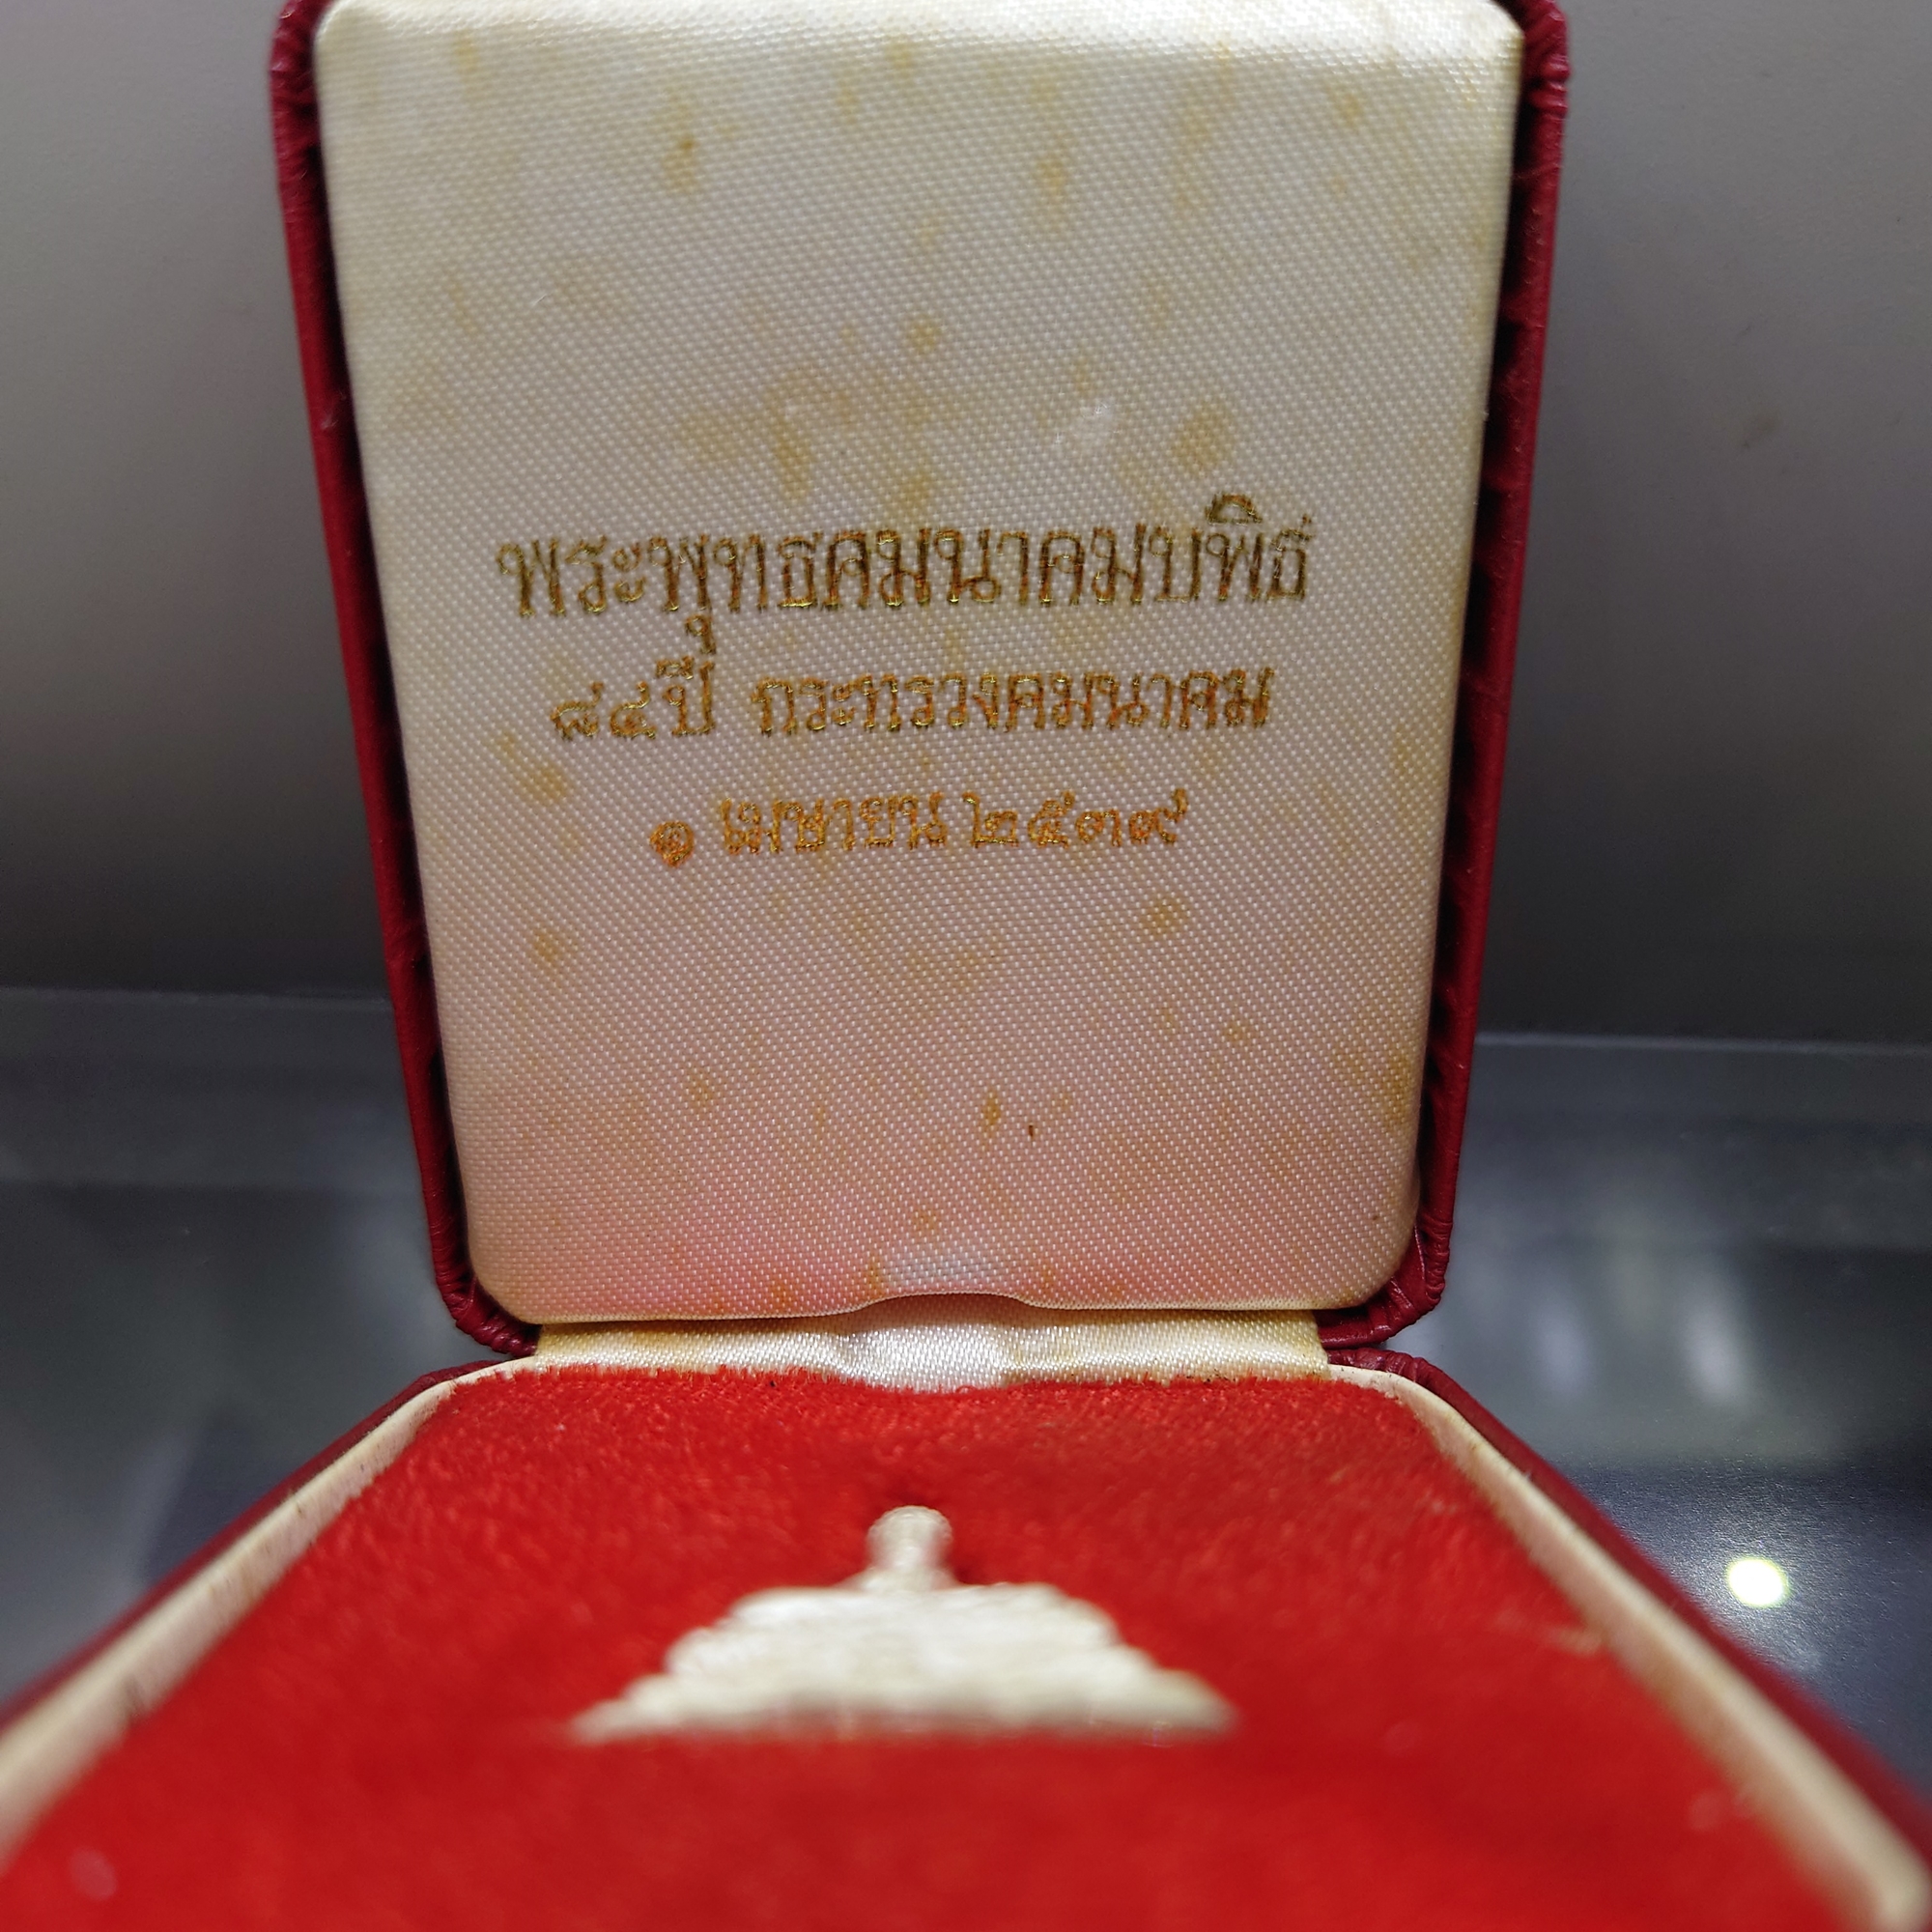 พระพุทธคมนาคมบพิธ
๘๔ปี กระทรวงคมนาคม
๑ เมษายน ๒๕๓๙